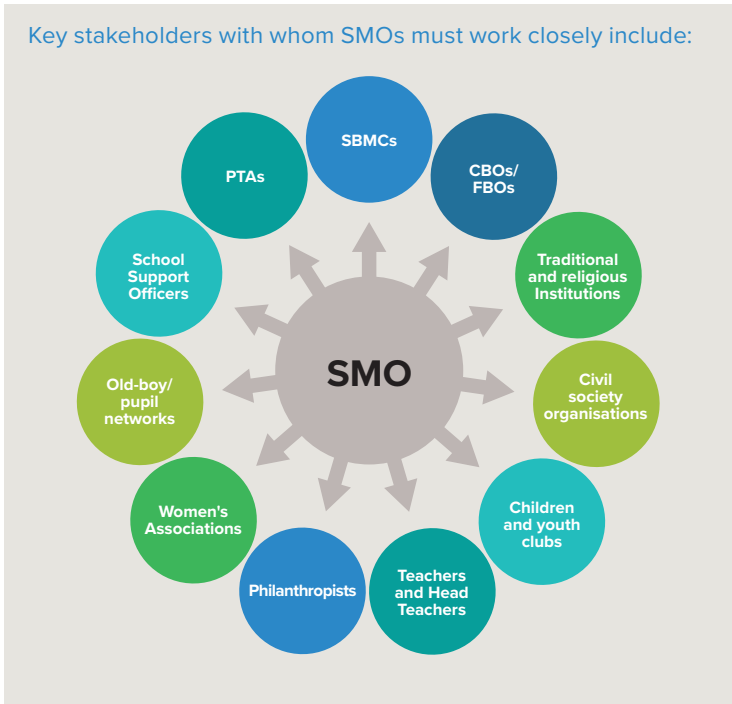 Key stakeholders with whom SMOs must work closely include:
SBMCs
CBOs/
FBOs
Traditional
and religious
Institutions
Civil
society
organisations
Children
and youth
clubs
Teachers
and Head
Teachers
Philanthropists
Women's
Associations
Old-boy/
pupil
networks
School
Support
Officers
PTAs
SMO